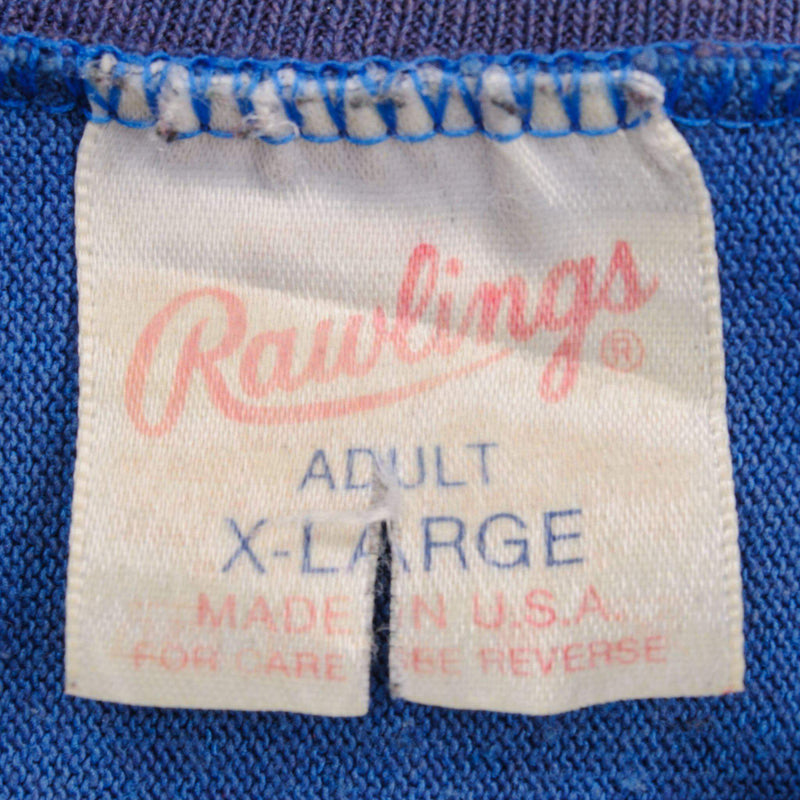 Rawlings®
ADULT
X-LARGE
MADE IN U.S.A.
FOR CARE SEE REVERSE